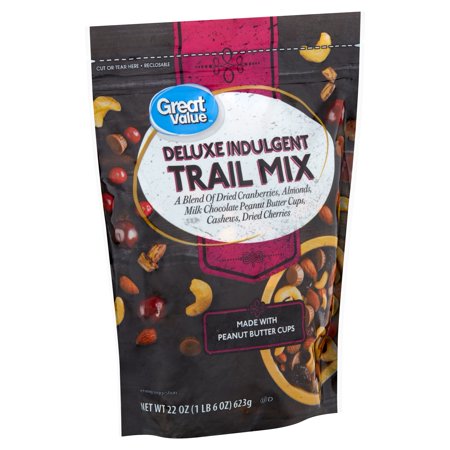 CUT OR TEAR HERE • RECLOSABLE
Great
Value
DELUXE INDULGENT
TRAIL MIX
A Blend Of Dried Cranberries, Almonds,
Milk Chocolate Peanut Butter Cups,
Cashews, Dried Cherries
MADE WITH
PEANUT BUTTER CUPS
NET WT 22 OZ (1 LB 6 OZ) 623g